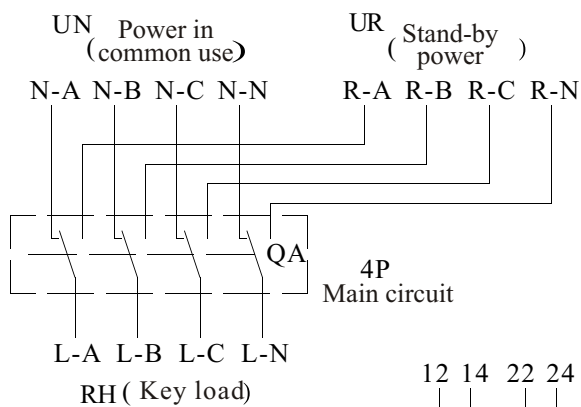 UN ( Power in common use)
UR ( Stand-by power )
N-A N-B N-C N-N
R-A R-B R-C R-N
QA
4P
Main circuit
L-A L-B L-C L-N
RH ( Key load)
12 14 22 24